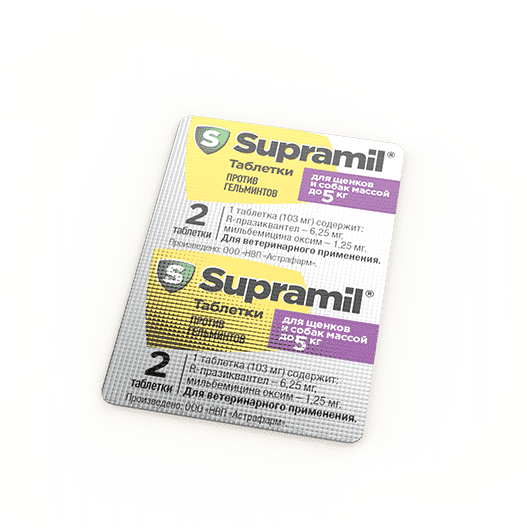 S Supramil®
Таблетки
ПРОТИВ
ГЕЛЬМИНТОВ
для щенков
и собак массой
до 5 кг
2
таблетки
1 таблетка (103 мг) содержит:
R-празиквантел – 6,25 мг,
мильбемицина оксим – 1,25 мг.
Для ветеринарного применения.
Произведено: ООО «НВП «Астрафарм».
S Supramil®
Таблетки
ПРОТИВ
ГЕЛЬМИНТОВ
для щенков
и собак массой
до 5 кг
2
таблетки
1 таблетка (103 мг) содержит:
R-празиквантел – 6,25 мг,
мильбемицина оксим – 1,25 мг.
Для ветеринарного применения.
Произведено: ООО «НВП «Астрафарм».